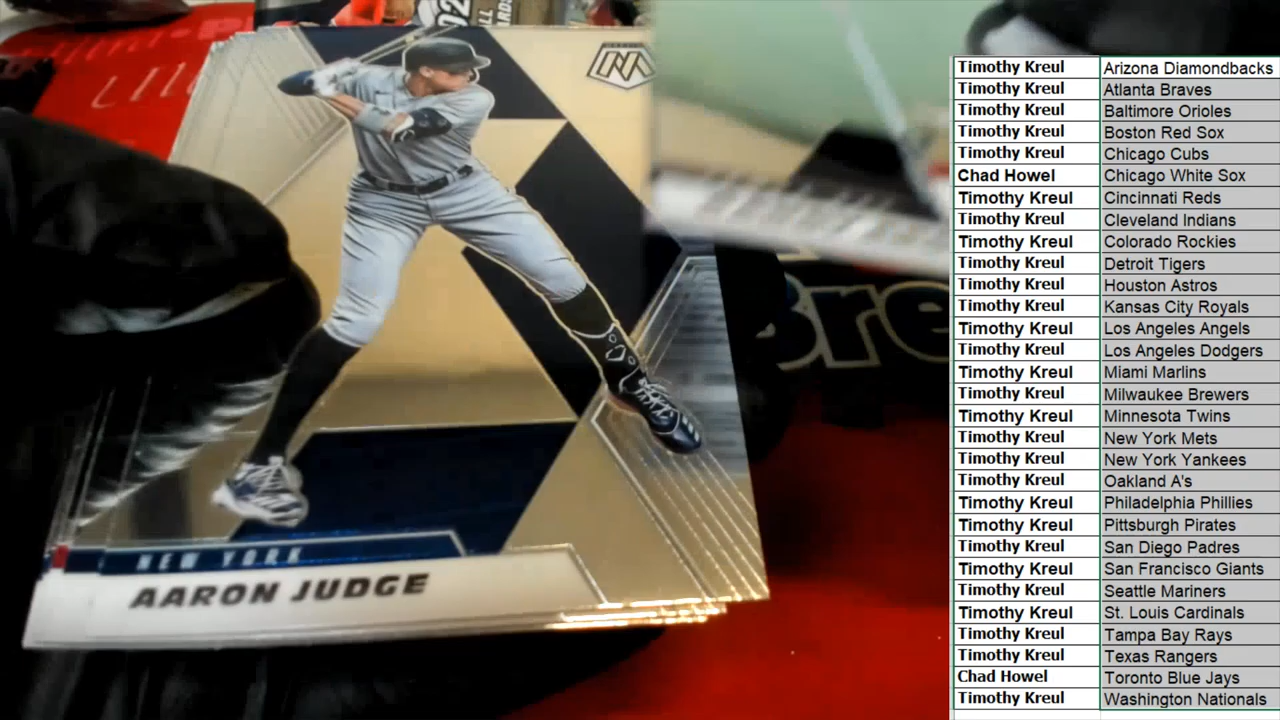 NEW YORK
AARON JUDGE
Bre
Timothy Kreul Arizona Diamondbacks
Timothy Kreul Atlanta Braves
Timothy Kreul Baltimore Orioles
Timothy Kreul Boston Red Sox
Timothy Kreul Chicago Cubs
Chad Howel Chicago White Sox
Timothy Kreul Cincinnati Reds
Timothy Kreul Cleveland Indians
Timothy Kreul Colorado Rockies
Timothy Kreul Detroit Tigers
Timothy Kreul Houston Astros
Timothy Kreul Kansas City Royals
Timothy Kreul Los Angeles Angels
Timothy Kreul Los Angeles Dodgers
Timothy Kreul Miami Marlins
Timothy Kreul Milwaukee Brewers
Timothy Kreul Minnesota Twins
Timothy Kreul New York Mets
Timothy Kreul New York Yankees
Timothy Kreul Oakland A's
Timothy Kreul Philadelphia Phillies
Timothy Kreul Pittsburgh Pirates
Timothy Kreul San Diego Padres
Timothy Kreul San Francisco Giants
Timothy Kreul Seattle Mariners
Timothy Kreul St. Louis Cardinals
Timothy Kreul Tampa Bay Rays
Timothy Kreul Texas Rangers
Chad Howel Toronto Blue Jays
Timothy Kreul Washington Nationals